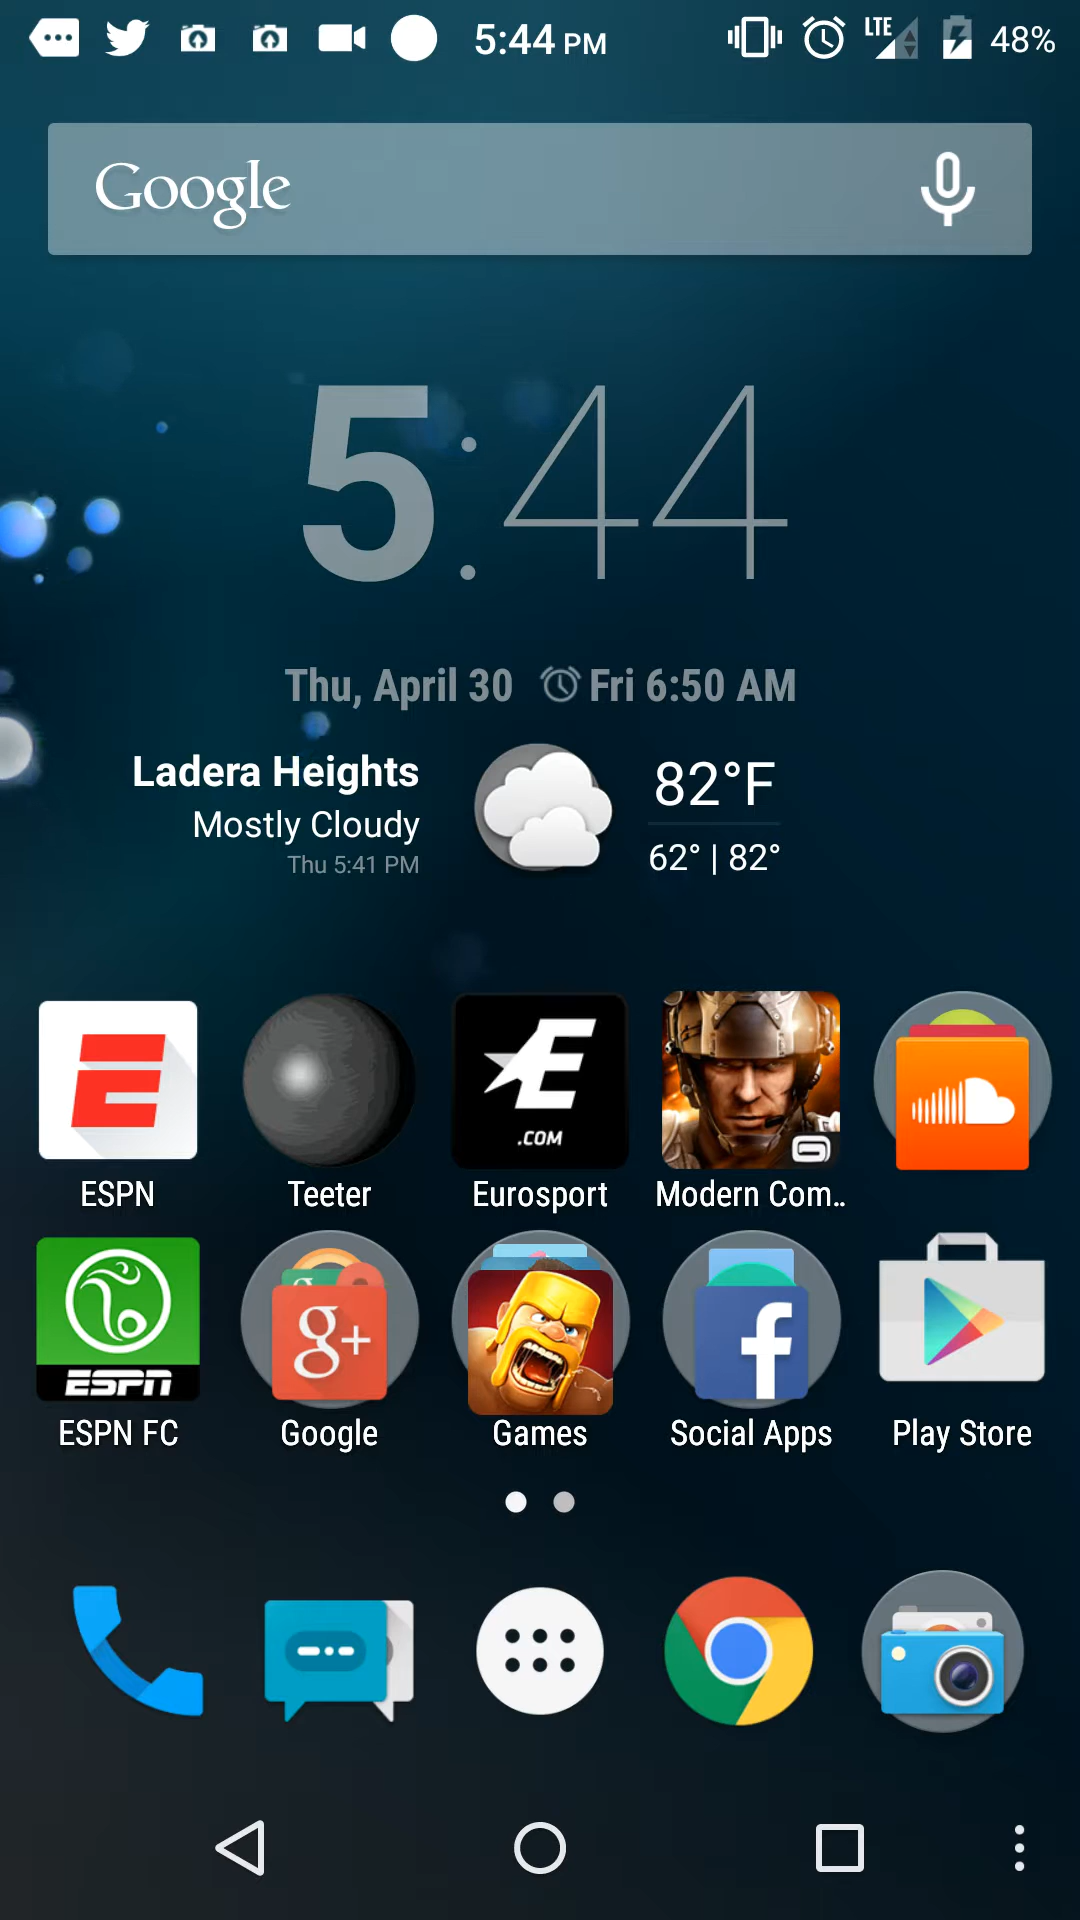 5:44 PM LTE 48%
Google
5:44
Thu, April 30 Fri 6:50 AM
Ladera Heights
Mostly Cloudy
Thu 5:41 PM
82°F
62° | 82°
.COM
ESPN Teeter Eurosport Modern Com..
g+
ESPN
ESPN FC Google Games Social Apps Play Store